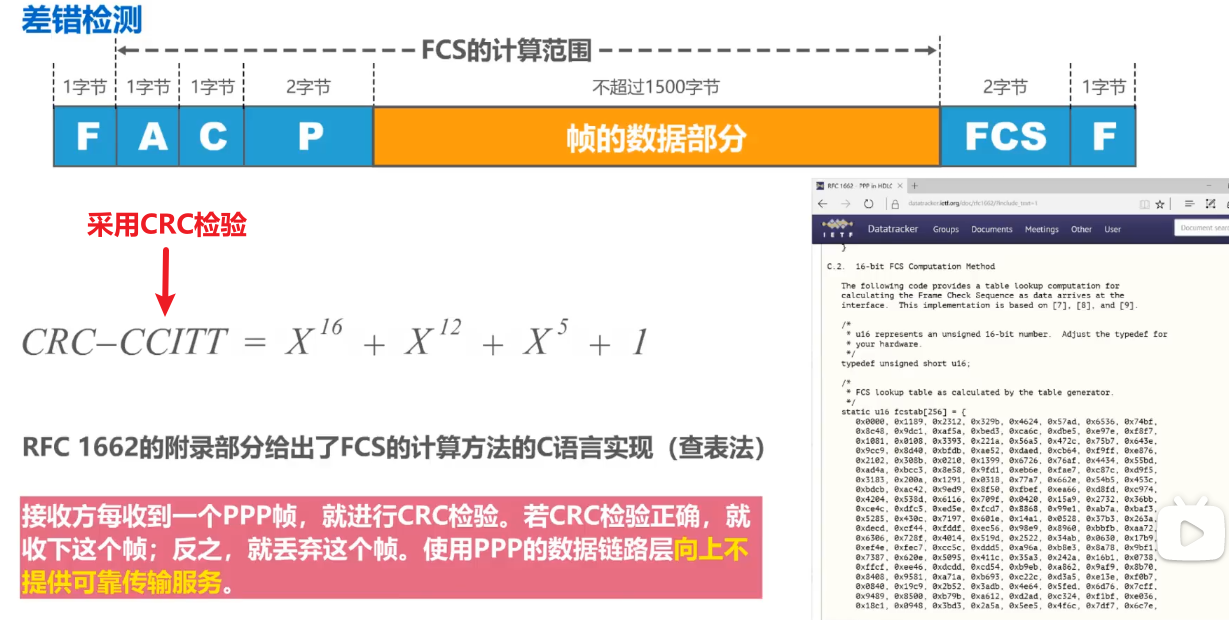 差错检测
FCS的计算范围
1字节 1字节 1字节 2字节 不超过1500字节 2字节 1字节
F A C P 帧的数据部分 FCS F
采用CRC检验
CRC–CCITT = X^16 + X^12 + X^5 + 1
RFC 1662的附录部分给出了FCS的计算方法的C语言实现（查表法）
接收方每收到一个PPP帧，就进行CRC检验。若CRC检验正确，就
收下这个帧；反之，就丢弃这个帧。使用PPP的数据链路层向上不
提供可靠传输服务。
RFC 1662 - PPP in HDLC
IETF Datatracker Groups Documents Meetings Other User Document sear
}
C.2. 16-bit FCS Computation Method
The following code provides a table lookup computation for
calculating the Frame Check Sequence as data arrives at the
interface. This implementation is based on [7], [8], and [9].
/*
* u16 represents an unsigned 16-bit number. Adjust the typedef for
* your hardware.
*/
typedef unsigned short u16;
/*
* FCS lookup table as calculated by the table generator.
*/
static u16 fcstab[256] = {
0x0000, 0x1189, 0x2312, 0x329b, 0x4624, 0x57ad, 0x6536, 0x74bf,
0x8c48, 0x9dc1, 0xaf5a, 0xbed3, 0xca6c, 0xdbe5, 0xe97e, 0xf8f7,
0x1081, 0x0108, 0x3393, 0x221a, 0x56a5, 0x472c, 0x75b7, 0x643e,
0x9cc9, 0x8d40, 0xbfdb, 0xae52, 0xdaed, 0xcb64, 0xf9ff, 0xe876,
0x2102, 0x308b, 0x0210, 0x1399, 0x6726, 0x76af, 0x4434, 0x55bd,
0xad4a, 0xbcc3, 0x8e58, 0x9fd1, 0xeb6e, 0xfae7, 0xc87c, 0xd9f5,
0x3183, 0x200a, 0x1291, 0x0318, 0x77a7, 0x662e, 0x54b5, 0x453c,
0xbdcb, 0xac42, 0x9ed9, 0x8f50, 0xfbef, 0xea66, 0xd8fd, 0xc974,
0x4204, 0x538d, 0x6116, 0x709f, 0x0420, 0x15a9, 0x2732, 0x36bb,
0xce4c, 0xdfc5, 0xed5e, 0xfcd7, 0x8868, 0x99e1, 0xab7a, 0xbaf3,
0x5285, 0x430c, 0x7197, 0x601e, 0x14a1, 0x0528, 0x37b3, 0x263a,
0xdecd, 0xcf44, 0xfddf, 0xec56, 0x98e9, 0x8960, 0xbbfb, 0xaa72,
0x6306, 0x728f, 0x4014, 0x519d, 0x2522, 0x34ab, 0x0630, 0x17b9,
0xef4e, 0xfec7, 0xcc5c, 0xddd5, 0xa96a, 0xb8e3, 0x8a78, 0x9bf1,
0x7387, 0x620e, 0x5095, 0x411c, 0x35a3, 0x242a, 0x16b1, 0x0738,
0xffcf, 0xee46, 0xdcdd, 0xcd54, 0xb9eb, 0xa862, 0x9af9, 0x8b70,
0x8408, 0x9581, 0xa71a, 0xb693, 0xc22c, 0xd3a5, 0xe13e, 0xf0b7,
0x0840, 0x19c9, 0x2b52, 0x3adb, 0x4e64, 0x5fed, 0x6d76, 0x7cff,
0x9489, 0x8500, 0xb79b, 0xa612, 0xd2ad, 0xc324, 0xf1bf, 0xe036,
0x18c1, 0x0948, 0x3bd3, 0x2a5a, 0x5ee5, 0x4f6c, 0x7df7, 0x6c7e,